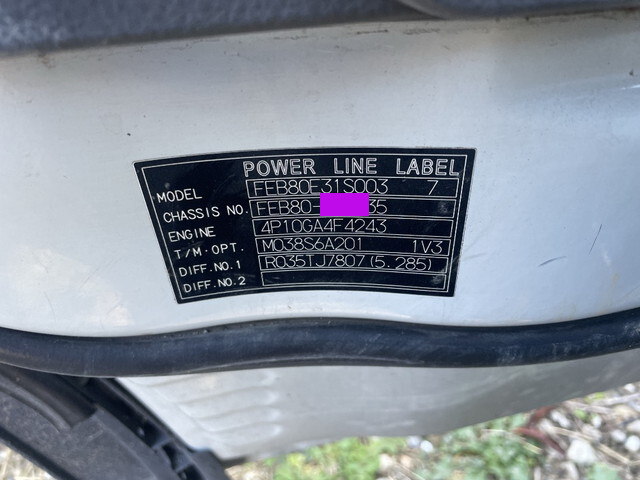 POWER LINE LABEL
MODEL FEB80E31S003 7
CHASSIS NO. FEB80- 35
ENGINE 4P10GA4F4243
T/M・OPT. M038S6A201 1V3
DIFF.NO.1 R035TJ7807(5.285)
DIFF.NO.2